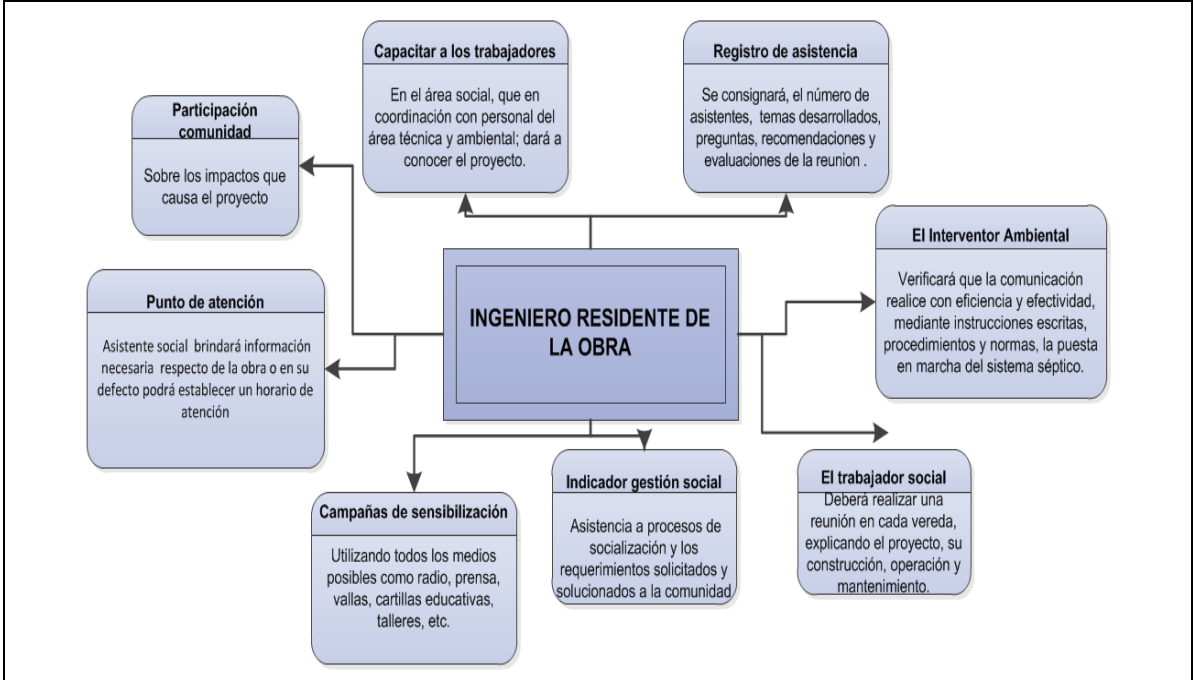 Capacitar a los trabajadores
En el área social, que en
coordinación con personal del
área técnica y ambiental; dará a
conocer el proyecto.
Registro de asistencia
Se consignará, el número de
asistentes, temas desarrollados,
preguntas, recomendaciones y
evaluaciones de la reunion .
Participación
comunidad
Sobre los impactos que
causa el proyecto
El Interventor Ambiental
Verificará que la comunicación
realice con eficiencia y efectividad,
mediante instrucciones escritas,
procedimientos y normas, la puesta
en marcha del sistema séptico.
Punto de atención
Asistente social brindará información
necesaria respecto de la obra o en su
defecto podrá establecer un horario de
atención
INGENIERO RESIDENTE DE
LA OBRA
Campañas de sensibilización
Utilizando todos los medios
posibles como radio, prensa,
vallas, cartillas educativas,
talleres, etc.
Indicador gestión social
Asistencia a procesos de
socialización y los
requerimientos solicitados y
solucionados a la comunidad
El trabajador social
Deberá realizar una
reunión en cada vereda,
explicando el proyecto, su
construcción, operación y
mantenimiento.